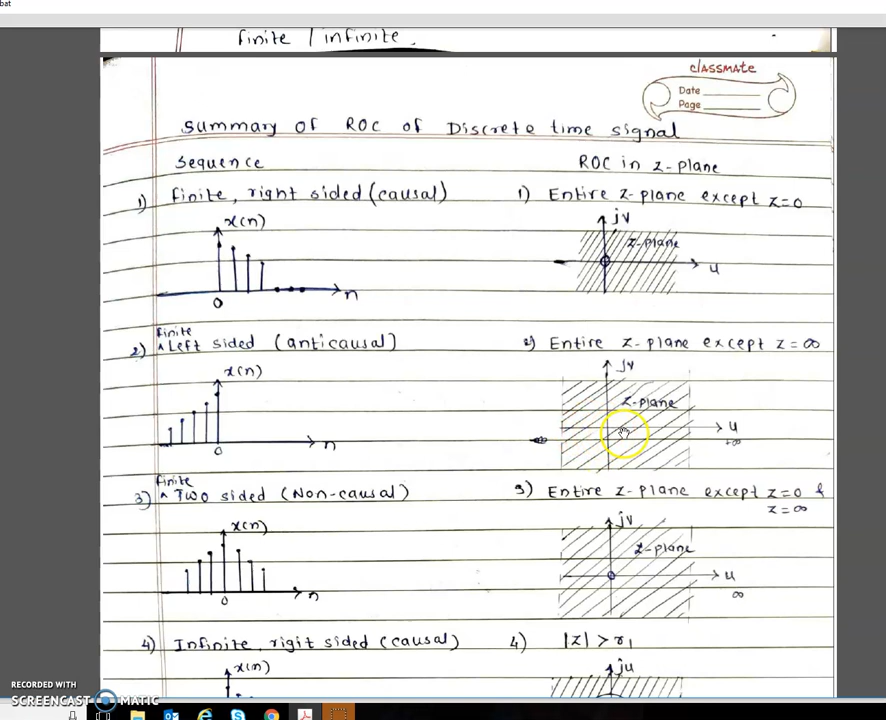 bat
finite / infinite.
classmate
Date
Page
Summary of ROC of Discrete time signal
Sequence ROC in z-plane
1) finite, right sided (causal) 1) Entire z-plane except z=0
x(n) jv
z-plane
u
n
0
finite
2) ^ Left sided (anticausal) 2) Entire z-plane except z=∞
x(n) jv
z-plane
u
+∞
n
0
finite
3) ^ Two sided (Non-causal) 3) Entire z-plane except z=0 &
z=∞
x(n) jv
z-plane
u
∞
n
0
4) Infinite, rigit sided (causal) 4) |z| > r1
x(n) ju
RECORDED WITH
SCREENCAST MATIC